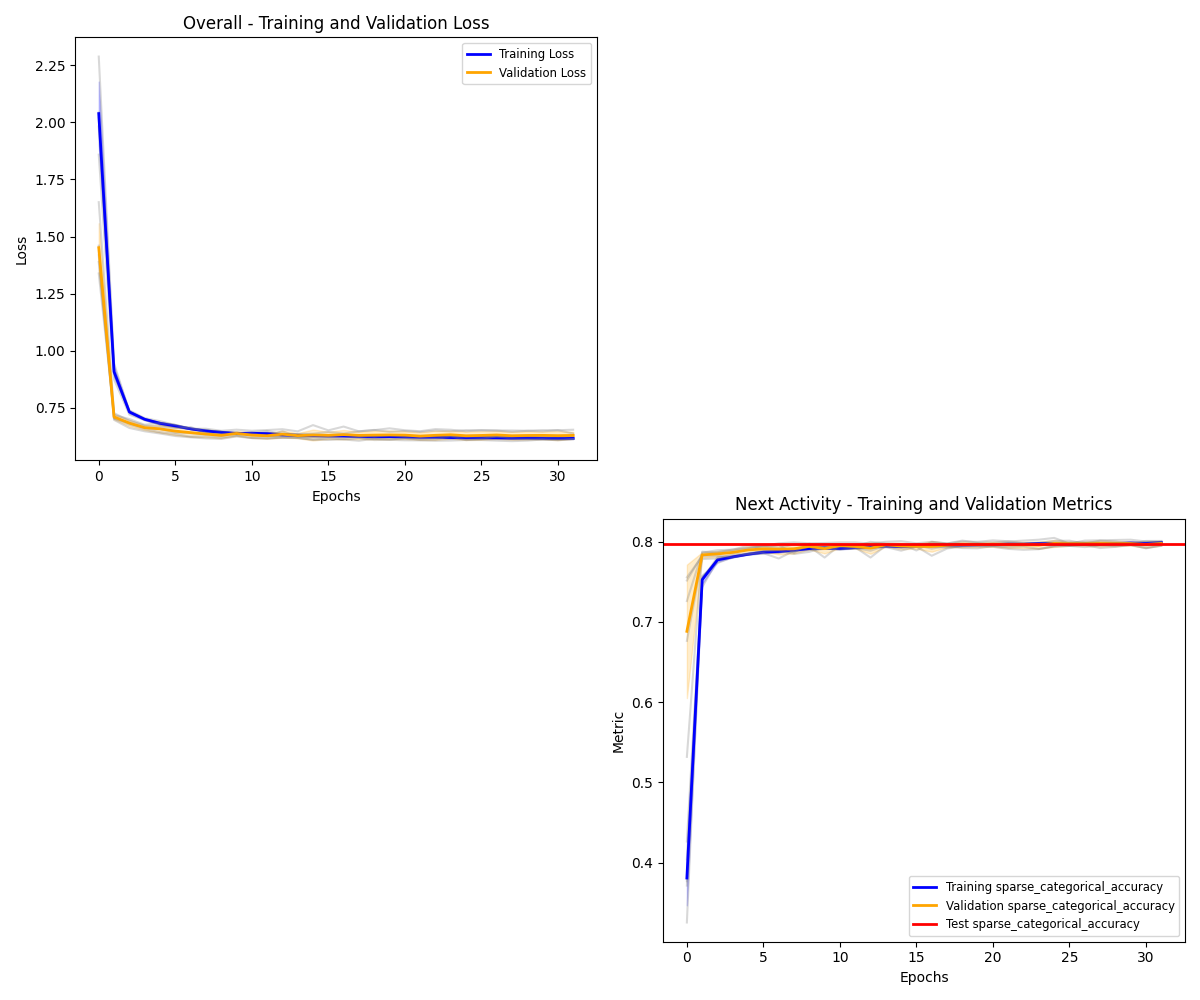 Overall - Training and Validation Loss
Training Loss
Validation Loss
2.25
2.00
1.75
1.50
1.25
1.00
0.75
Loss
0 5 10 15 20 25 30
Epochs
Next Activity - Training and Validation Metrics
0.8
0.7
0.6
0.5
0.4
Metric
Training sparse_categorical_accuracy
Validation sparse_categorical_accuracy
Test sparse_categorical_accuracy
0 5 10 15 20 25 30
Epochs